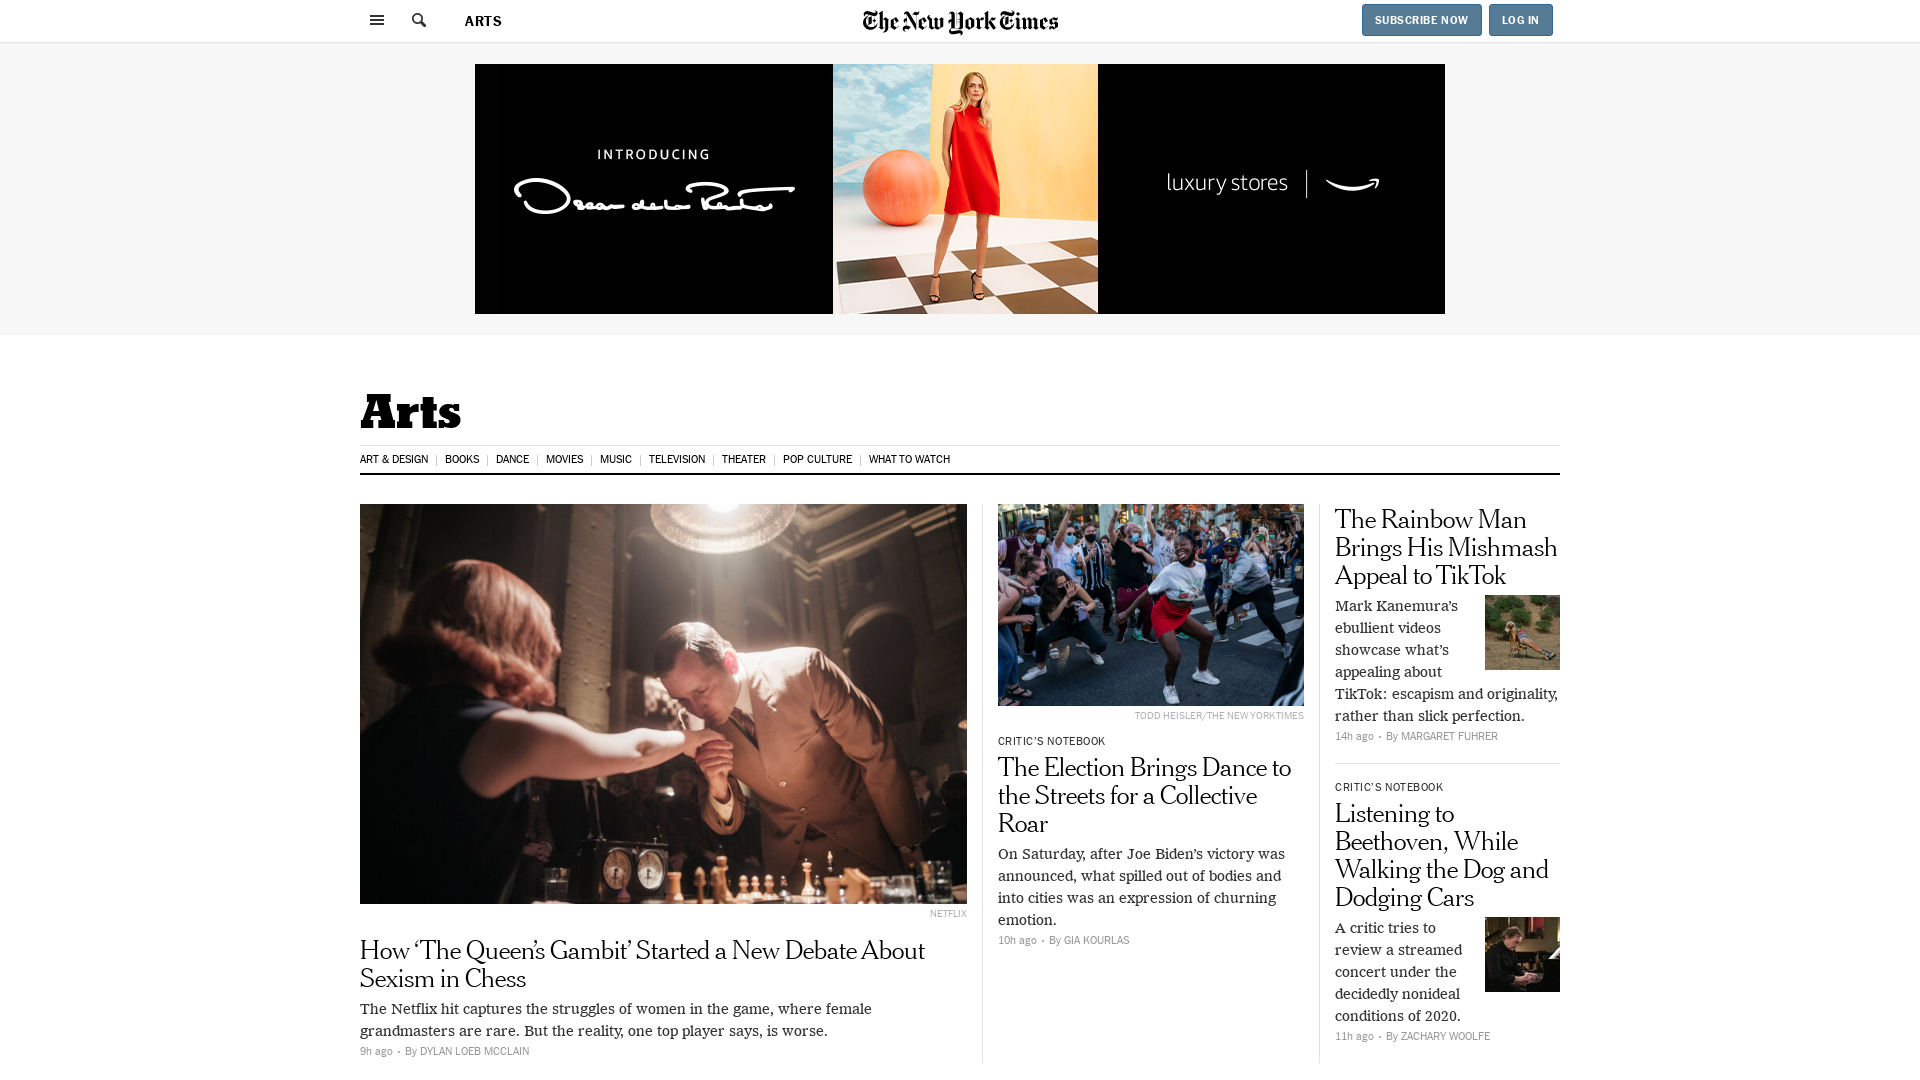 ARTS
The New York Times
SUBSCRIBE NOW
LOG IN
INTRODUCING
Oscar de la Renta
luxury stores
Arts
ART & DESIGN
BOOKS
DANCE
MOVIES
MUSIC
TELEVISION
THEATER
POP CULTURE
WHAT TO WATCH
NETFLIX
How ‘The Queen’s Gambit’ Started a New Debate About
Sexism in Chess
The Netflix hit captures the struggles of women in the game, where female
grandmasters are rare. But the reality, one top player says, is worse.
9h ago • By DYLAN LOEB MCCLAIN
TODD HEISLER/THE NEW YORK TIMES
CRITIC’S NOTEBOOK
The Election Brings Dance to
the Streets for a Collective
Roar
On Saturday, after Joe Biden’s victory was
announced, what spilled out of bodies and
into cities was an expression of churning
emotion.
10h ago • By GIA KOURLAS
The Rainbow Man
Brings His Mishmash
Appeal to TikTok
Mark Kanemura’s
ebullient videos
showcase what’s
appealing about
TikTok: escapism and originality,
rather than slick perfection.
14h ago • By MARGARET FUHRER
CRITIC’S NOTEBOOK
Listening to
Beethoven, While
Walking the Dog and
Dodging Cars
A critic tries to
review a streamed
concert under the
decidedly nonideal
conditions of 2020.
11h ago • By ZACHARY WOOLFE